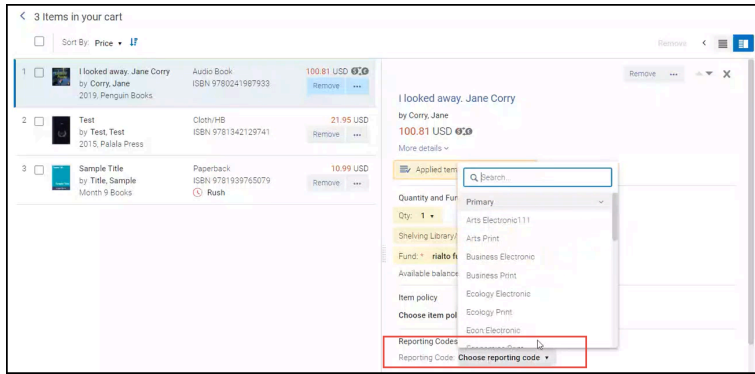 3 Items in your cart
Sort By: Price
Remove
1
I looked away. Jane Corry
by Corry, Jane
2019, Penguin Books
Audio Book
ISBN 9780241987933
100.81 USD
Remove
2
Test
by Test, Test
2015, Palala Press
Cloth/HB
ISBN 9781341129741
21.95 USD
Remove
3
Sample Title
by Title, Sample
Month 9 Books
Paperback
ISBN 9781939765079
Rush
10.99 USD
Remove
Remove
I looked away. Jane Corry
by Corry, Jane
100.81 USD
More details
Applied tem
Quantity and Fun
Qty: 1
Shelving Library/
Fund: * rialto f
Available balance
Item policy
Choose item pol
Reporting Codes
Reporting Code: Choose reporting code
Search...
Primary
Arts Electronic111
Arts Print
Business Electronic
Business Print
Ecology Electronic
Ecology Print
Econ Electronic